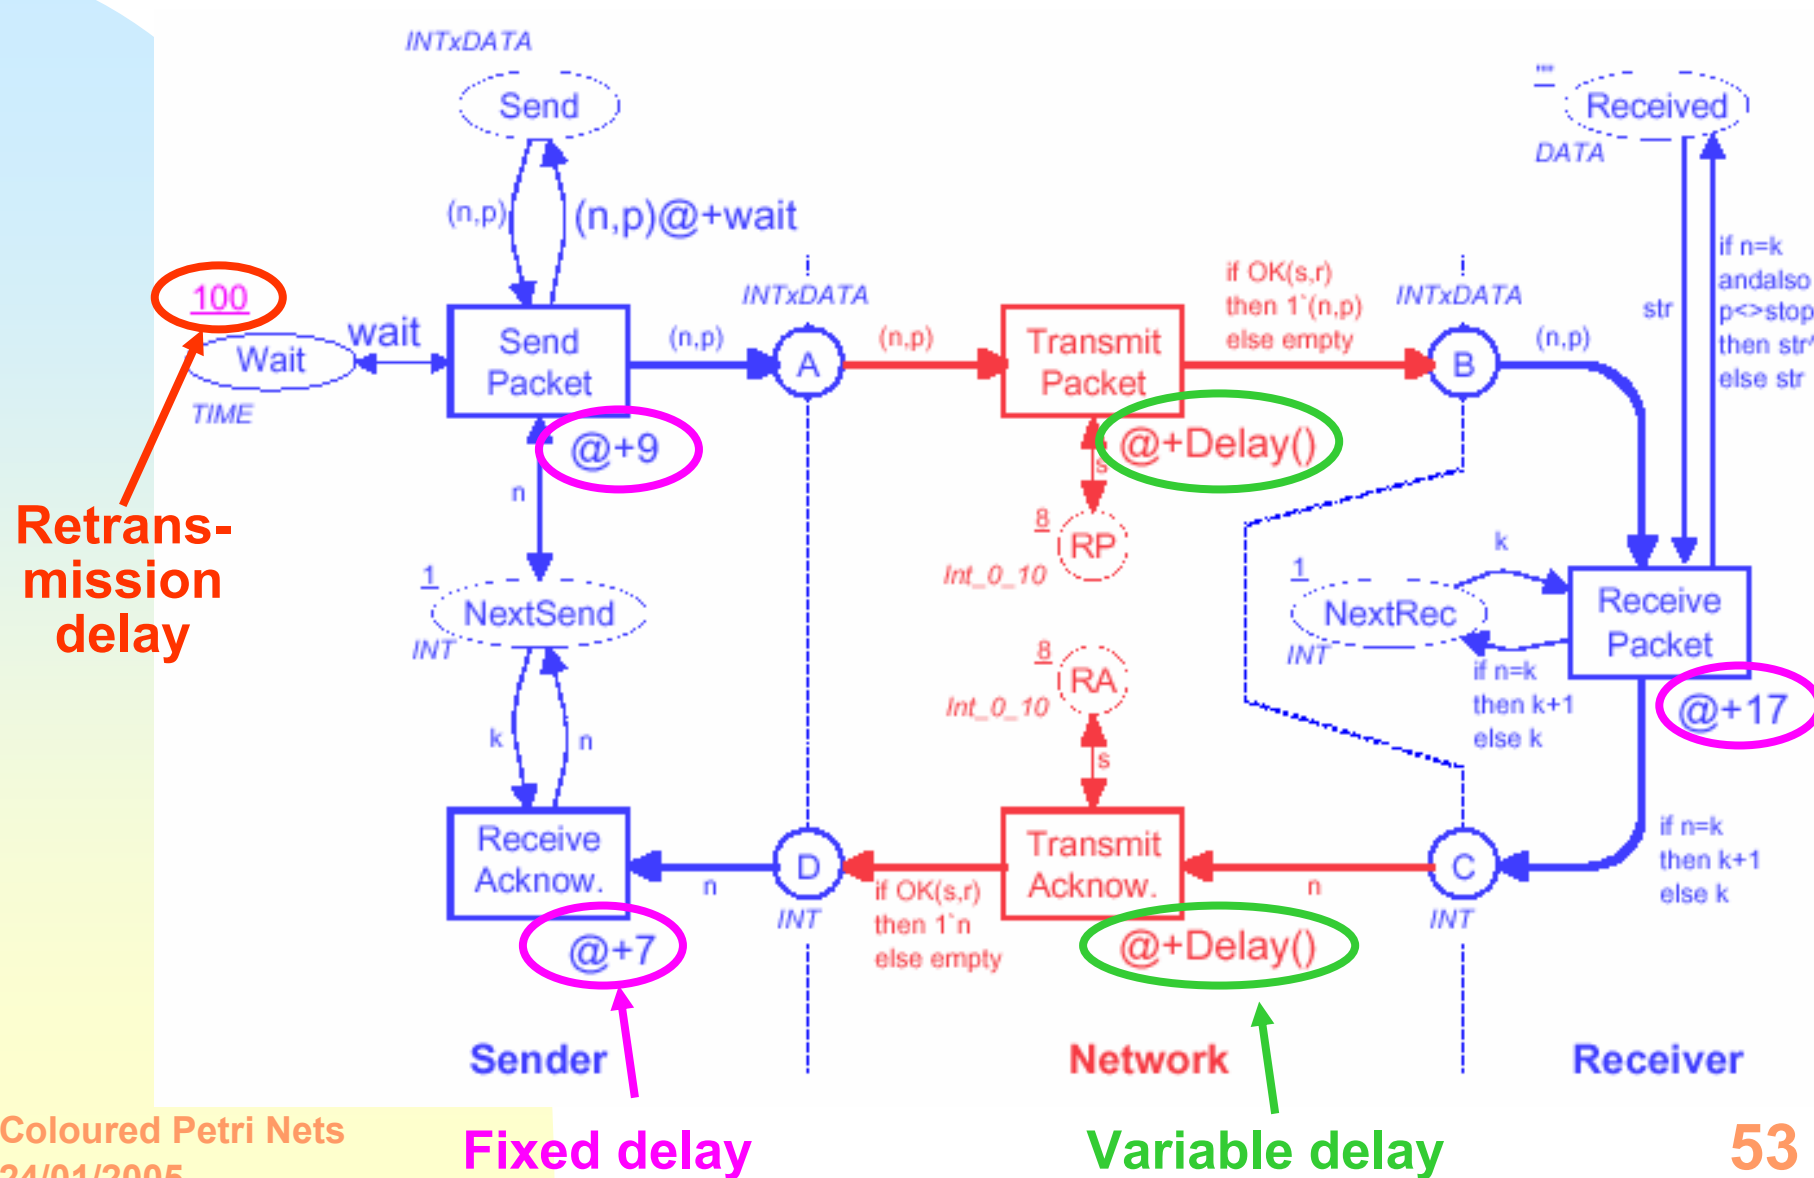 INTxDATA
Send
""
Received
DATA
(n,p)
(n,p)@+wait
if n=k
andalso
p<>stop
then str^
else str
str
100
Wait
wait
TIME
Send
Packet
@+9
(n,p)
INTxDATA
A
(n,p)
Transmit
Packet
@+Delay()
if OK(s,r)
then 1`(n,p)
else empty
INTxDATA
B
(n,p)
s
8
RP
Int_0_10
n
Retrans-
mission
delay
1
NextSend
INT
k
n
8
RA
Int_0_10
s
1
NextRec
INT
k
if n=k
then k+1
else k
Receive
Packet
@+17
Receive
Acknow.
@+7
n
D
INT
if OK(s,r)
then 1`n
else empty
Transmit
Acknow.
@+Delay()
n
C
INT
if n=k
then k+1
else k
Sender
Network
Receiver
Coloured Petri Nets
24/01/2005
Fixed delay
Variable delay
53